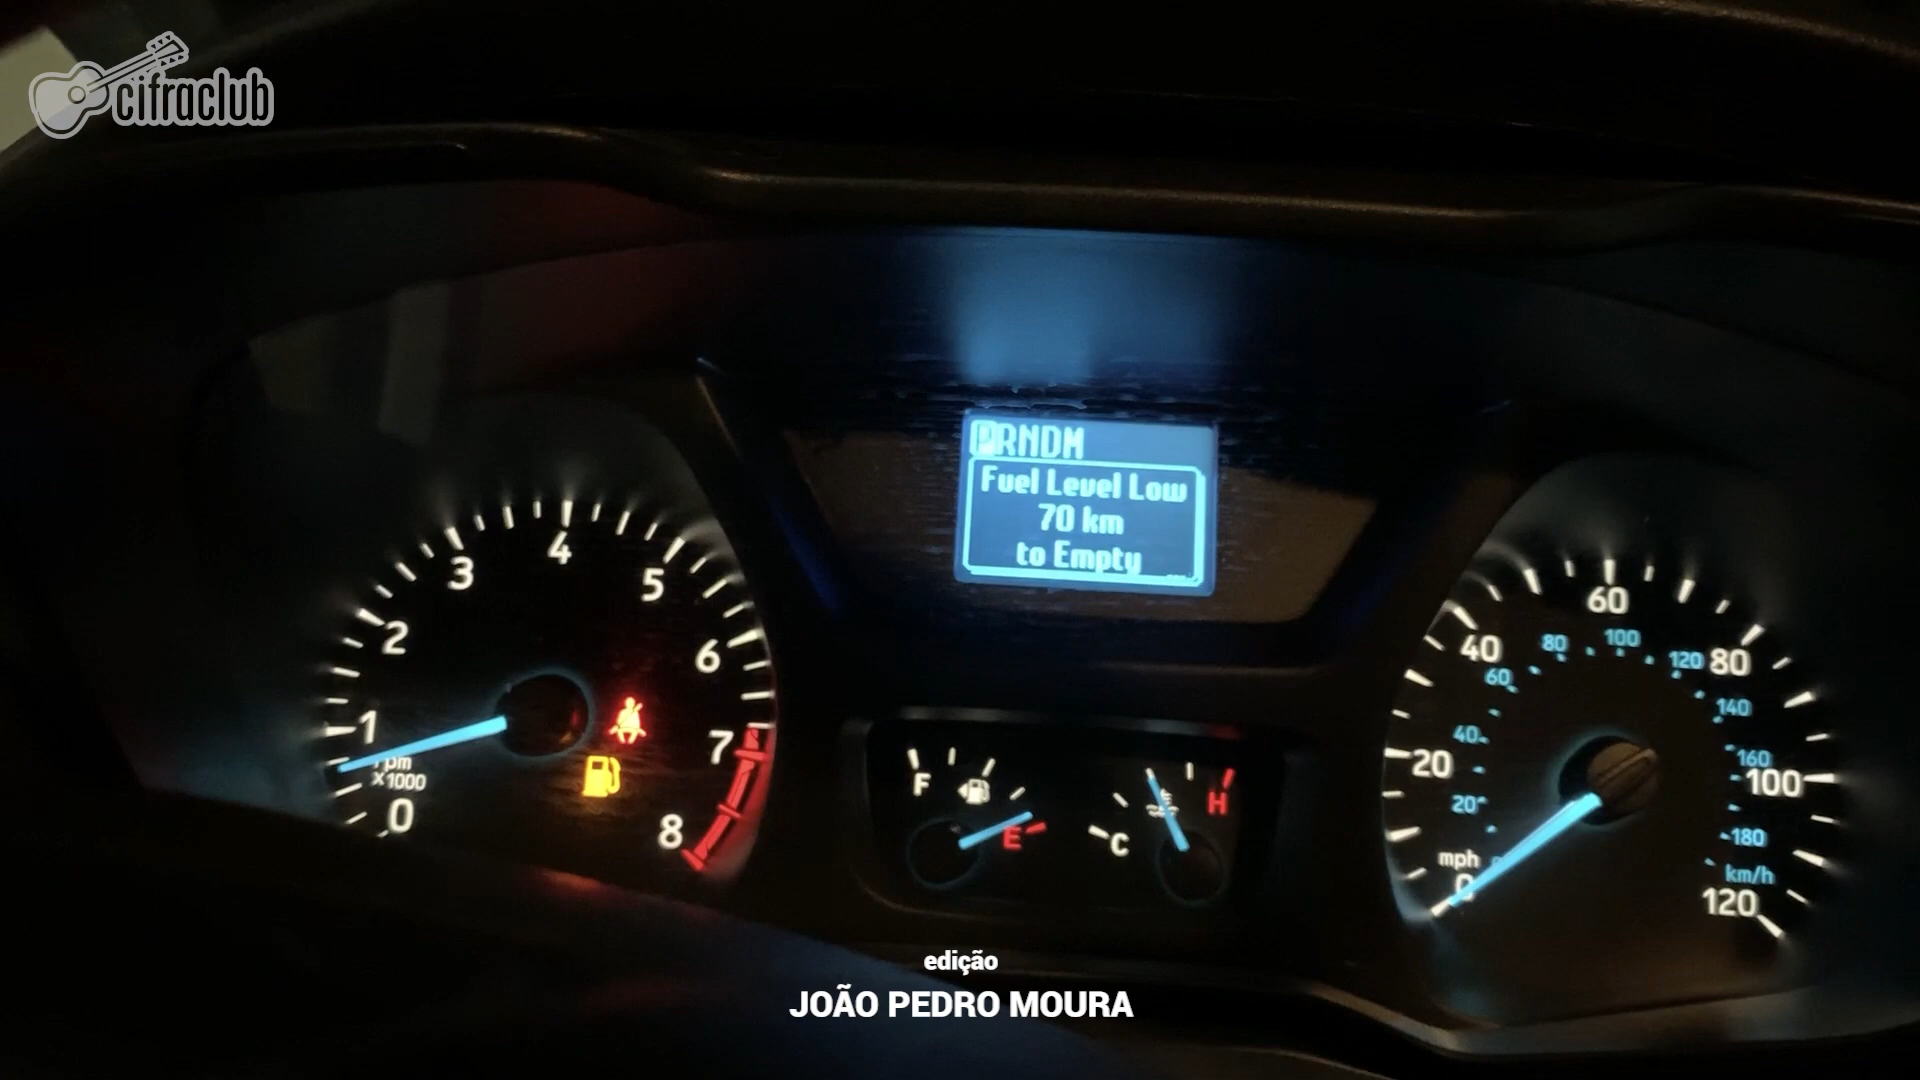 cifraclub
PRNDM
Fuel Level Low
70 km
to Empty
0 1 2 3 4 5 6 7 8
rpm
x1000
F E
C H
0 20 40 60 80 100 120
mph
20 40 60 80 100 120 140 160 180
km/h
edição
JOÃO PEDRO MOURA